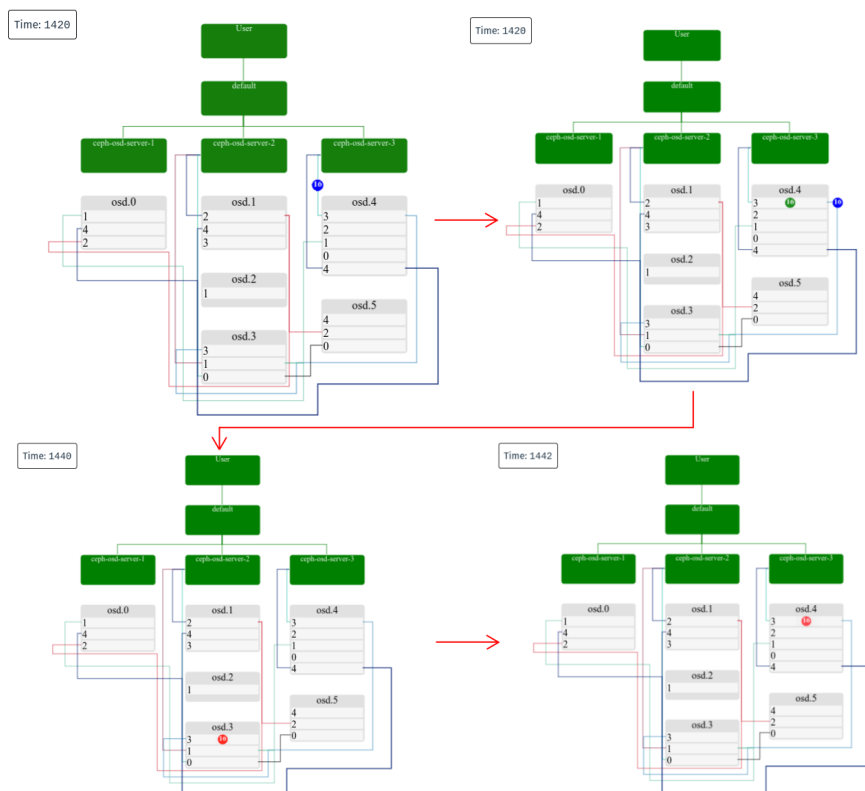 Time: 1420
User
default
ceph-osd-server-1
ceph-osd-server-2
ceph-osd-server-3
16
osd.0
1
4
2
osd.1
2
4
3
osd.2
1
osd.3
3
1
0
osd.4
3
2
1
0
4
osd.5
4
2
0
Time: 1420
User
default
ceph-osd-server-1
ceph-osd-server-2
ceph-osd-server-3
osd.0
1
4
2
osd.1
2
4
3
osd.2
1
osd.3
3
1
0
osd.4
3
16
16
2
1
0
4
osd.5
4
2
0
Time: 1440
User
default
ceph-osd-server-1
ceph-osd-server-2
ceph-osd-server-3
osd.0
1
4
2
osd.1
2
4
3
osd.2
1
osd.3
3
16
1
0
osd.4
3
2
1
0
4
osd.5
4
2
0
Time: 1442
User
default
ceph-osd-server-1
ceph-osd-server-2
ceph-osd-server-3
osd.0
1
4
2
osd.1
2
4
3
osd.2
1
osd.3
3
1
0
osd.4
3
16
2
1
0
4
osd.5
4
2
0